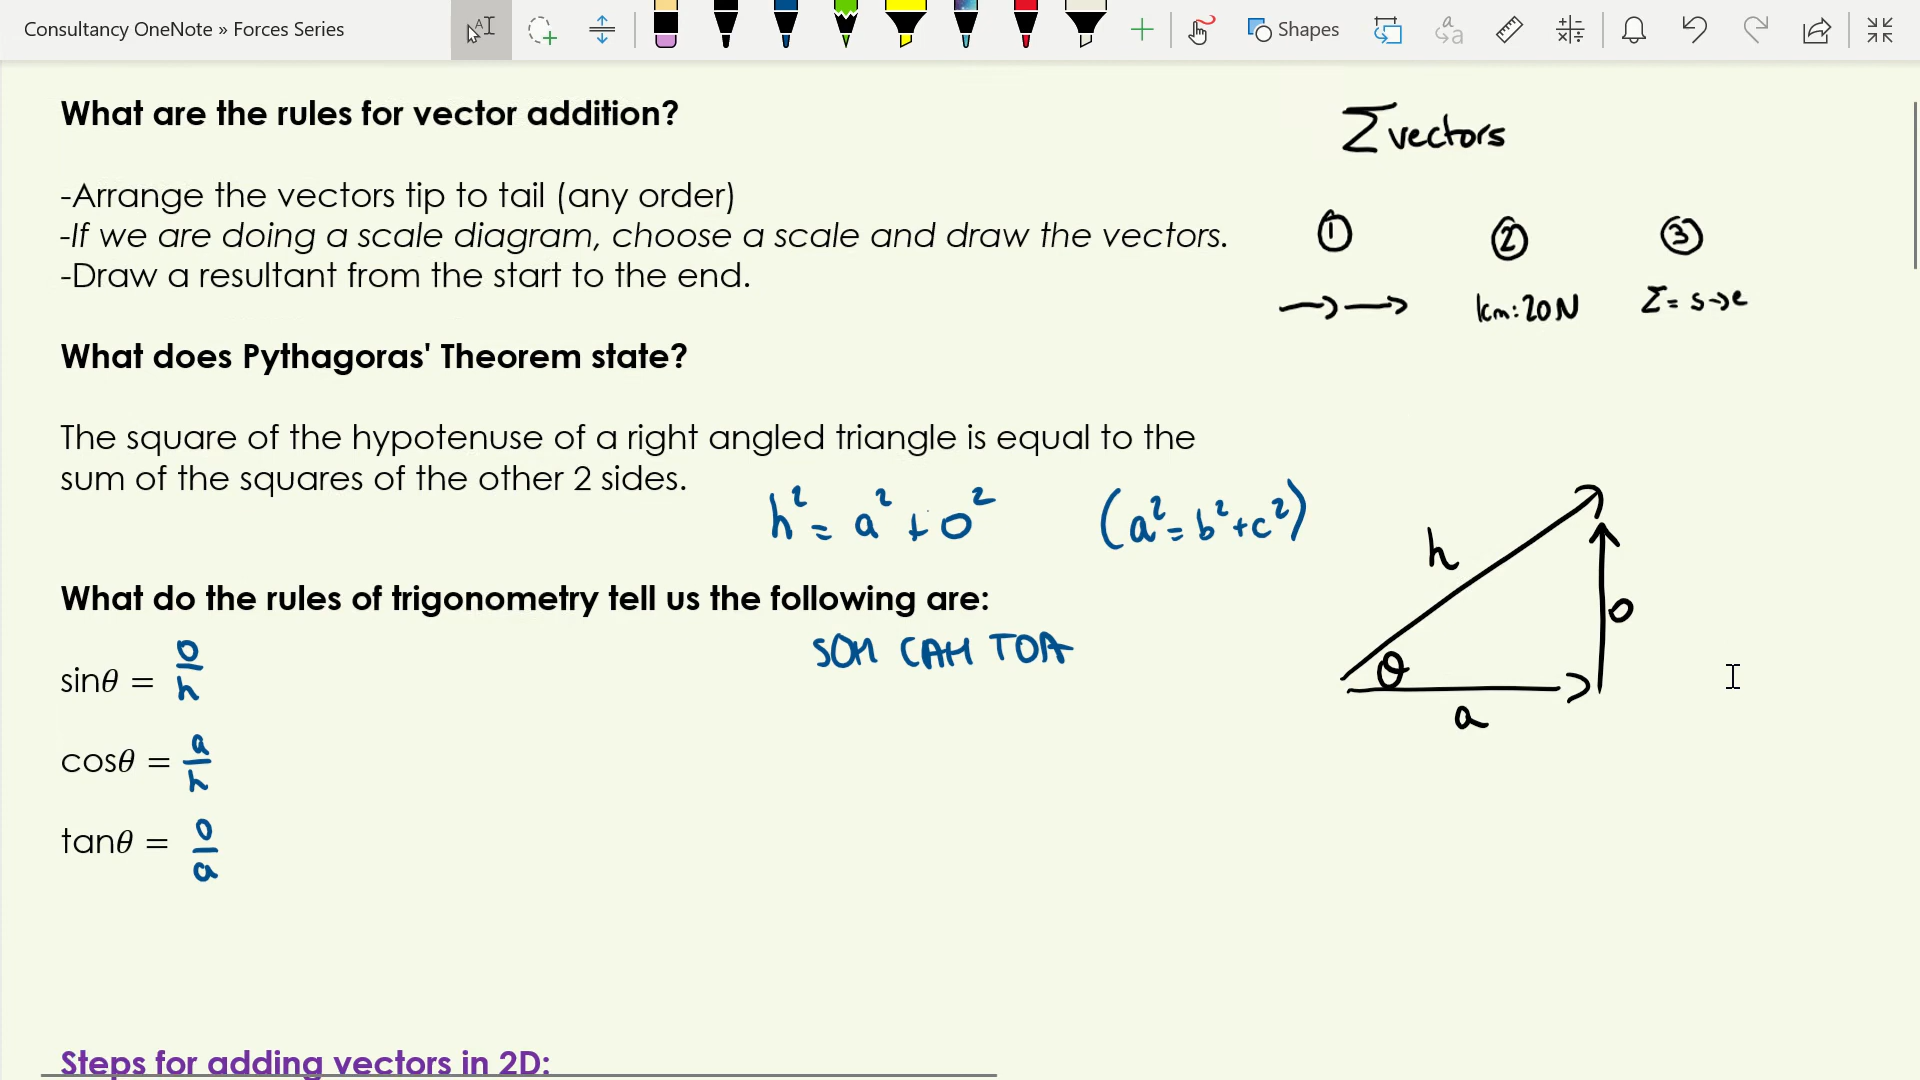 Consultancy OneNote » Forces Series
Shapes
What are the rules for vector addition?
Σ vectors
-Arrange the vectors tip to tail (any order)
-If we are doing a scale diagram, choose a scale and draw the vectors.
-Draw a resultant from the start to the end.
① ② ③
Σ = s→e
What does Pythagoras' Theorem state?
The square of the hypotenuse of a right angled triangle is equal to the
sum of the squares of the other 2 sides.
h² = a² + o² (a² = b² + c²)
h
o
θ
a
What do the rules of trigonometry tell us the following are:
SOH CAH TOA
sinθ = o/h
cosθ = a/h
tanθ = o/a
Steps for adding vectors in 2D: